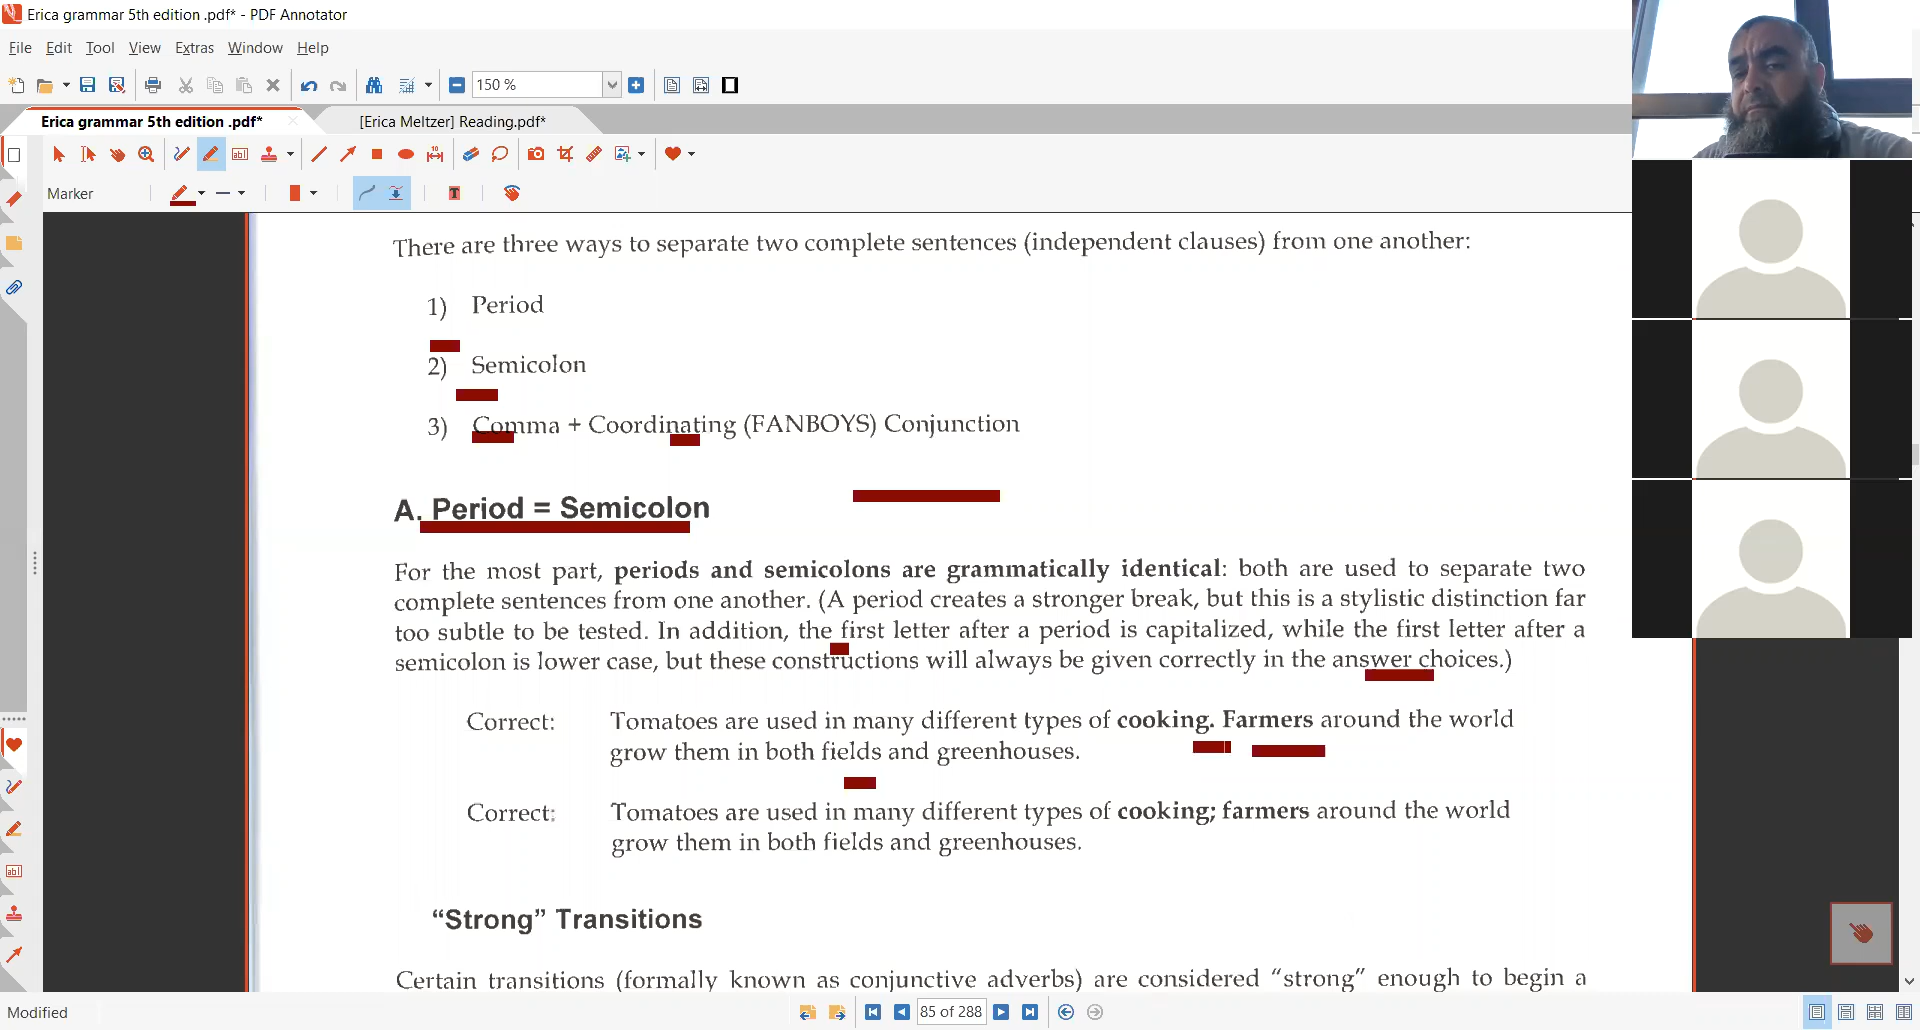 Erica grammar 5th edition .pdf* - PDF Annotator
File Edit Tool View Extras Window Help
150 %
Erica grammar 5th edition .pdf* [Erica Meltzer] Reading.pdf*
Marker
There are three ways to separate two complete sentences (independent clauses) from one another:
1) Period
2) Semicolon
3) Comma + Coordinating (FANBOYS) Conjunction
A. Period = Semicolon
For the most part, periods and semicolons are grammatically identical: both are used to separate two
complete sentences from one another. (A period creates a stronger break, but this is a stylistic distinction far
too subtle to be tested. In addition, the first letter after a period is capitalized, while the first letter after a
semicolon is lower case, but these constructions will always be given correctly in the answer choices.)
Correct: Tomatoes are used in many different types of cooking. Farmers around the world
grow them in both fields and greenhouses.
Correct: Tomatoes are used in many different types of cooking; farmers around the world
grow them in both fields and greenhouses.
“Strong” Transitions
Certain transitions (formally known as conjunctive adverbs) are considered “strong” enough to begin a
Modified
85 of 288